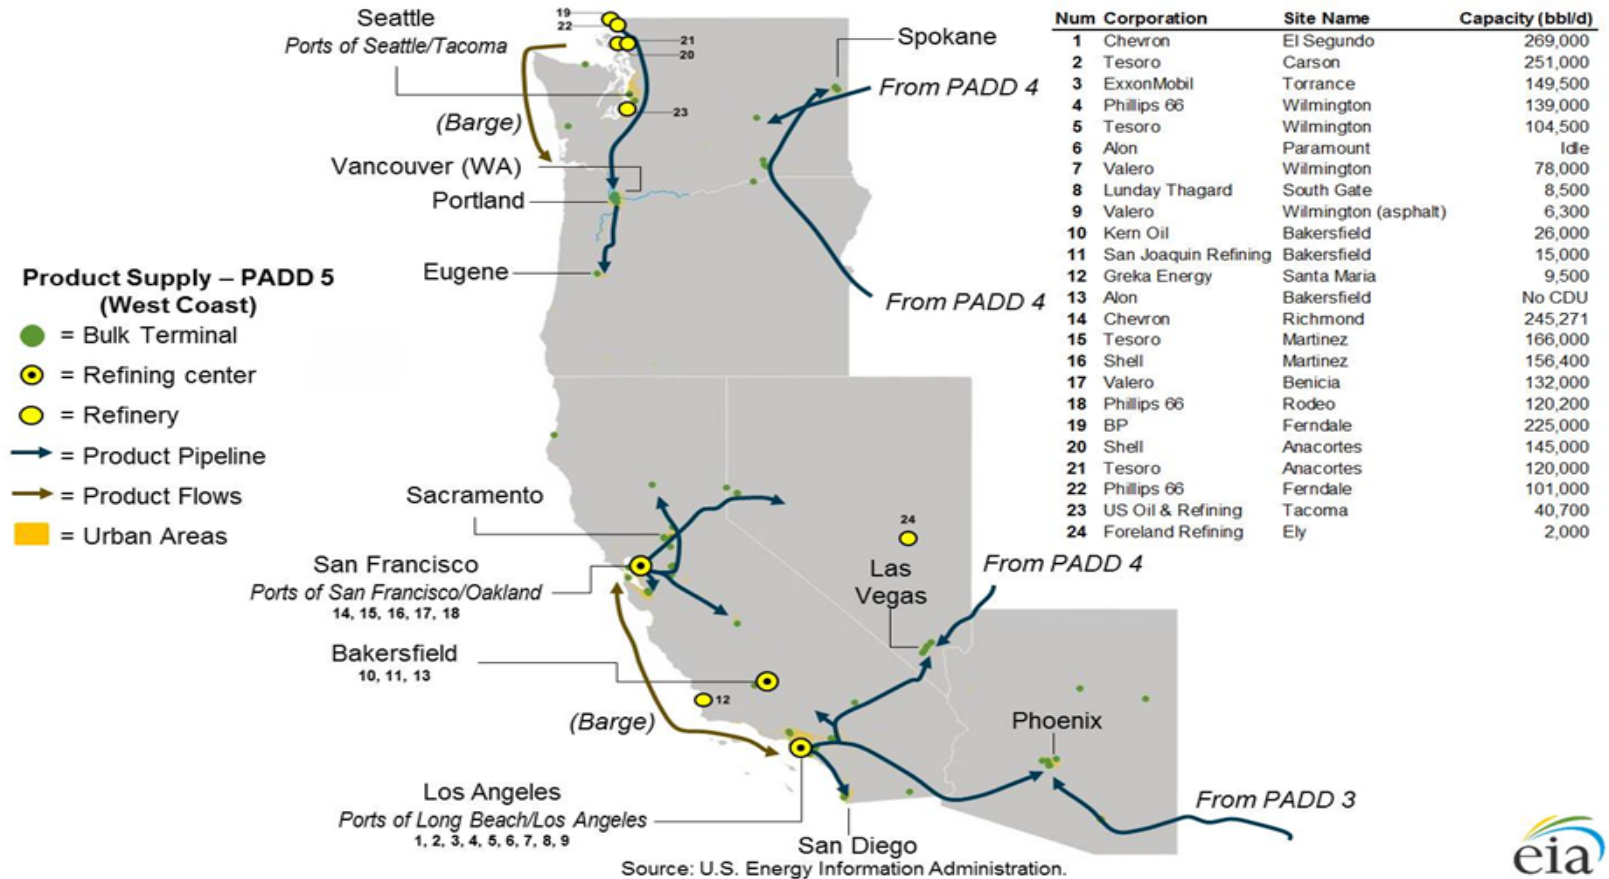 19
22
21
20
23
Seattle
Ports of Seattle/Tacoma
Spokane
From PADD 4
(Barge)
Vancouver (WA)
Portland
Eugene
From PADD 4
Product Supply – PADD 5
(West Coast)
= Bulk Terminal
= Refining center
= Refinery
= Product Pipeline
= Product Flows
= Urban Areas
Sacramento
San Francisco
Ports of San Francisco/Oakland
14, 15, 16, 17, 18
Bakersfield
10, 11, 13
12
(Barge)
24
Las
Vegas
From PADD 4
Phoenix
From PADD 3
Los Angeles
Ports of Long Beach/Los Angeles
1, 2, 3, 4, 5, 6, 7, 8, 9
San Diego
Source: U.S. Energy Information Administration.
Num Corporation Site Name Capacity (bbl/d)
1 Chevron El Segundo 269,000
2 Tesoro Carson 251,000
3 ExxonMobil Torrance 149,500
4 Phillips 66 Wilmington 139,000
5 Tesoro Wilmington 104,500
6 Alon Paramount Idle
7 Valero Wilmington 78,000
8 Lunday Thagard South Gate 8,500
9 Valero Wilmington (asphalt) 6,300
10 Kern Oil Bakersfield 26,000
11 San Joaquin Refining Bakersfield 15,000
12 Greka Energy Santa Maria 9,500
13 Alon Bakersfield No CDU
14 Chevron Richmond 245,271
15 Tesoro Martinez 166,000
16 Shell Martinez 156,400
17 Valero Benicia 132,000
18 Phillips 66 Rodeo 120,200
19 BP Ferndale 225,000
20 Shell Anacortes 145,000
21 Tesoro Anacortes 120,000
22 Phillips 66 Ferndale 101,000
23 US Oil & Refining Tacoma 40,700
24 Foreland Refining Ely 2,000
eia